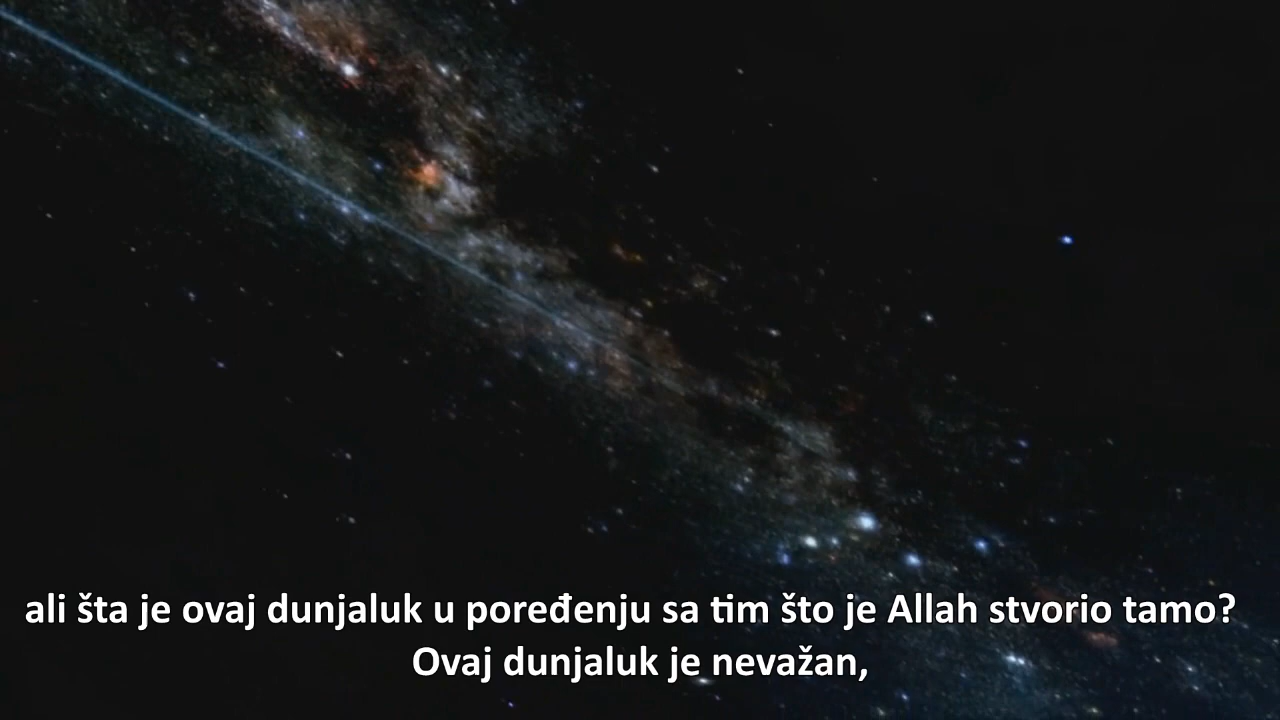 ali šta je ovaj dunjaluk u poređenju sa tim što je Allah stvorio tamo?
Ovaj dunjaluk je nevažan,